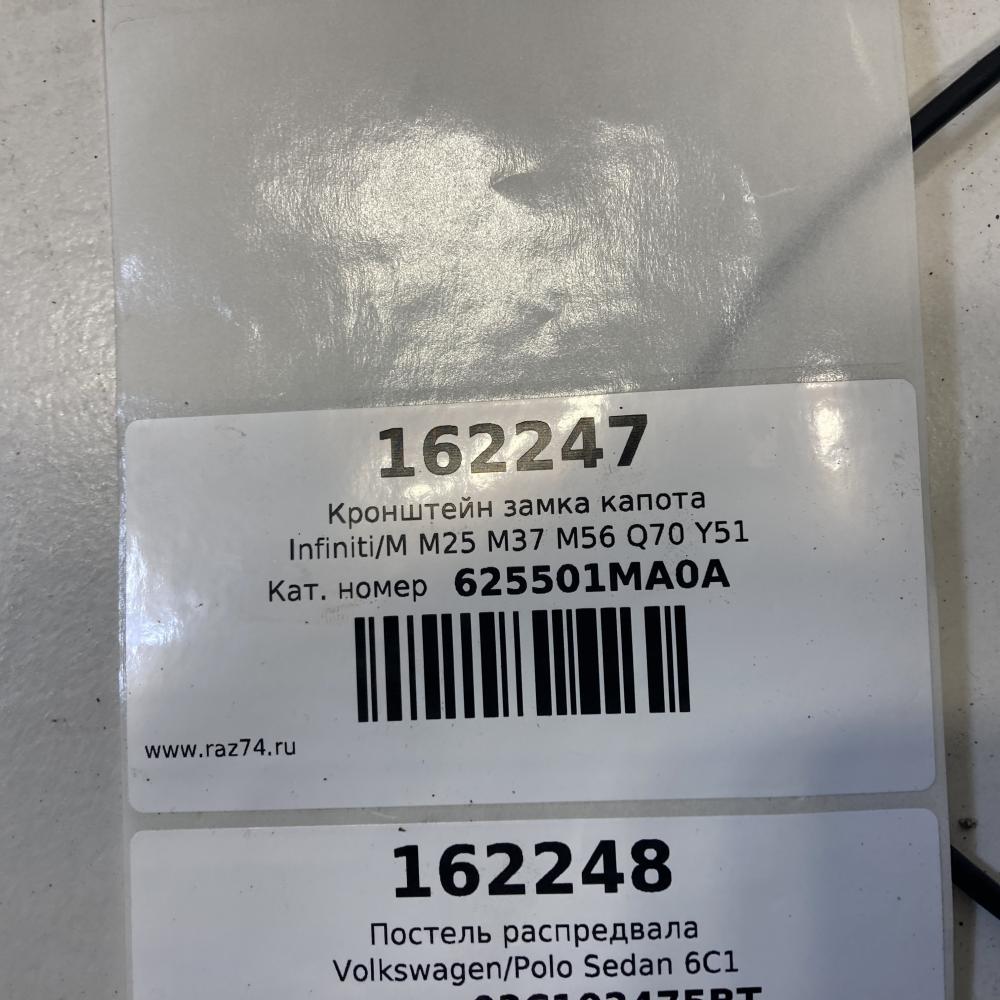 162247
Кронштейн замка капота
Infiniti/M M25 M37 M56 Q70 Y51
Кат. номер 625501MA0A
www.raz74.ru
162248
Постель распредвала
Volkswagen/Polo Sedan 6C1